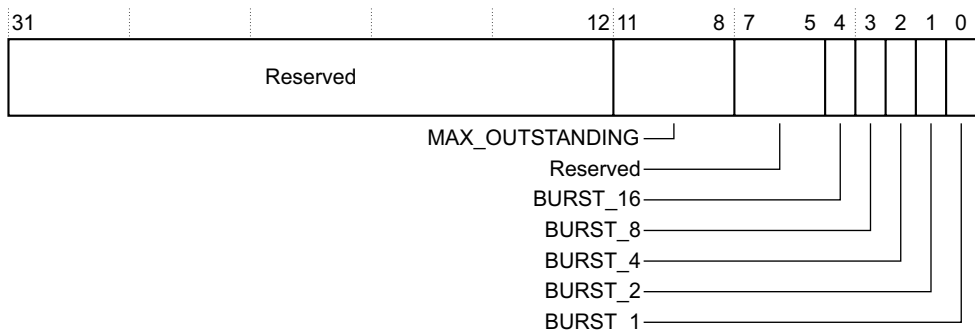 31 12 11 8 7 5 4 3 2 1 0
Reserved
MAX_OUTSTANDING
Reserved
BURST_16
BURST_8
BURST_4
BURST_2
BURST_1